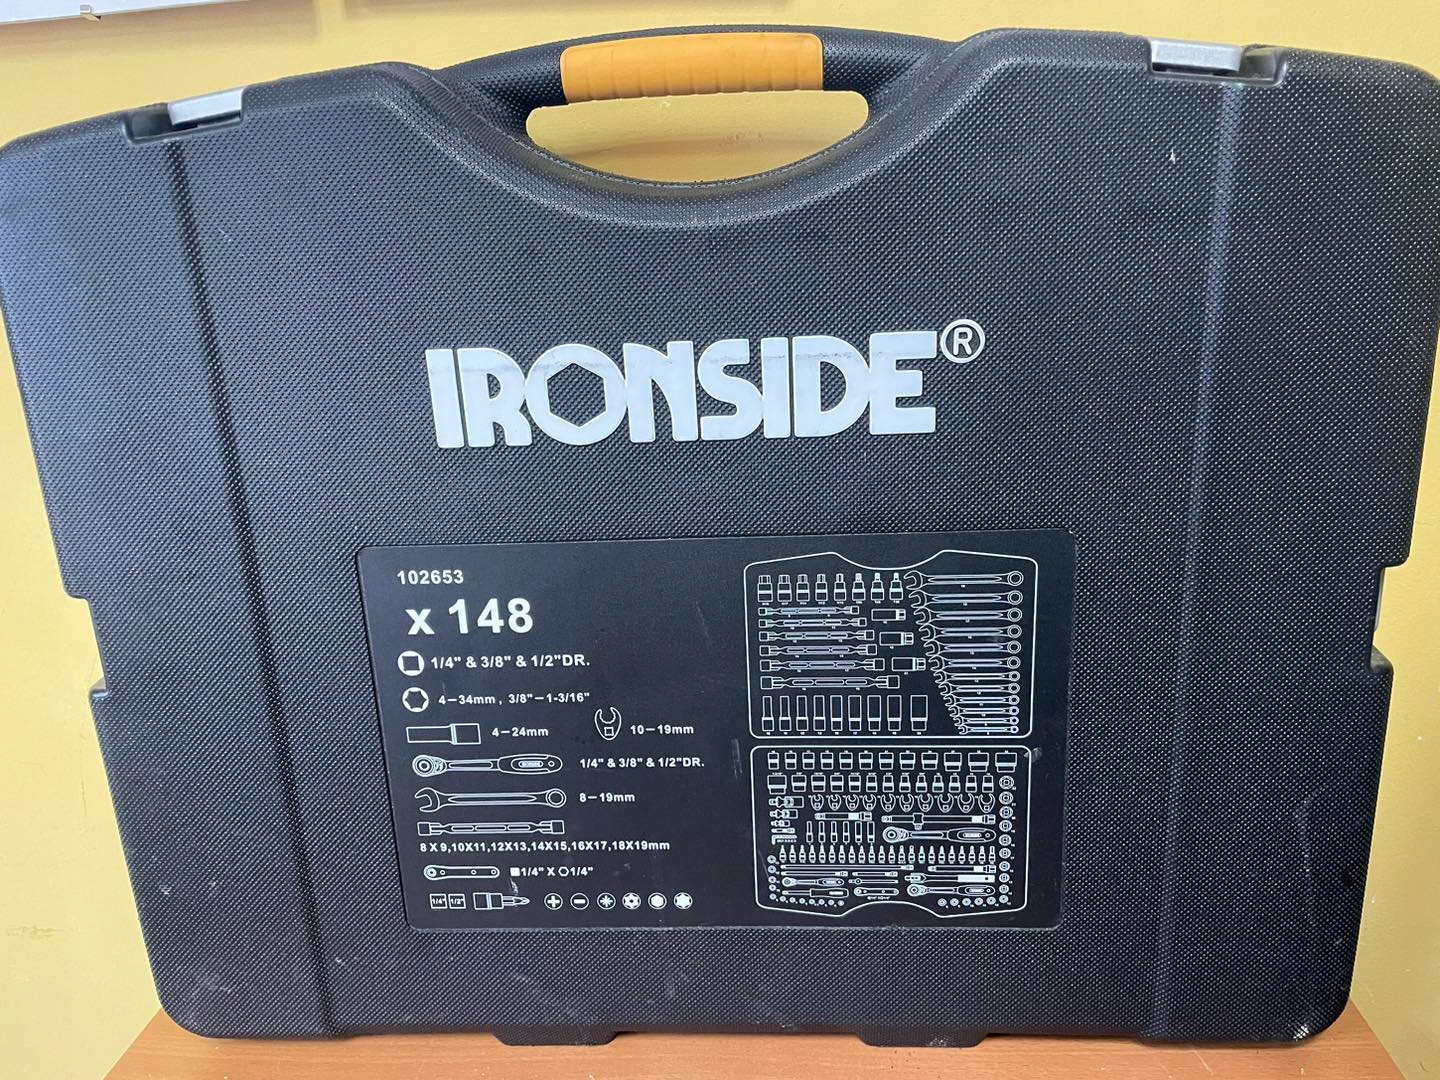 IRONSIDE®
102653
x 148
1/4" & 3/8" & 1/2"DR.
4–34mm, 3/8"–1-3/16"
4–24mm
10–19mm
1/4" & 3/8" & 1/2"DR.
8–19mm
8X9,10X11,12X13,14X15,16X17,18X19mm
1/4" X 1/4"
1/4" 1/2"